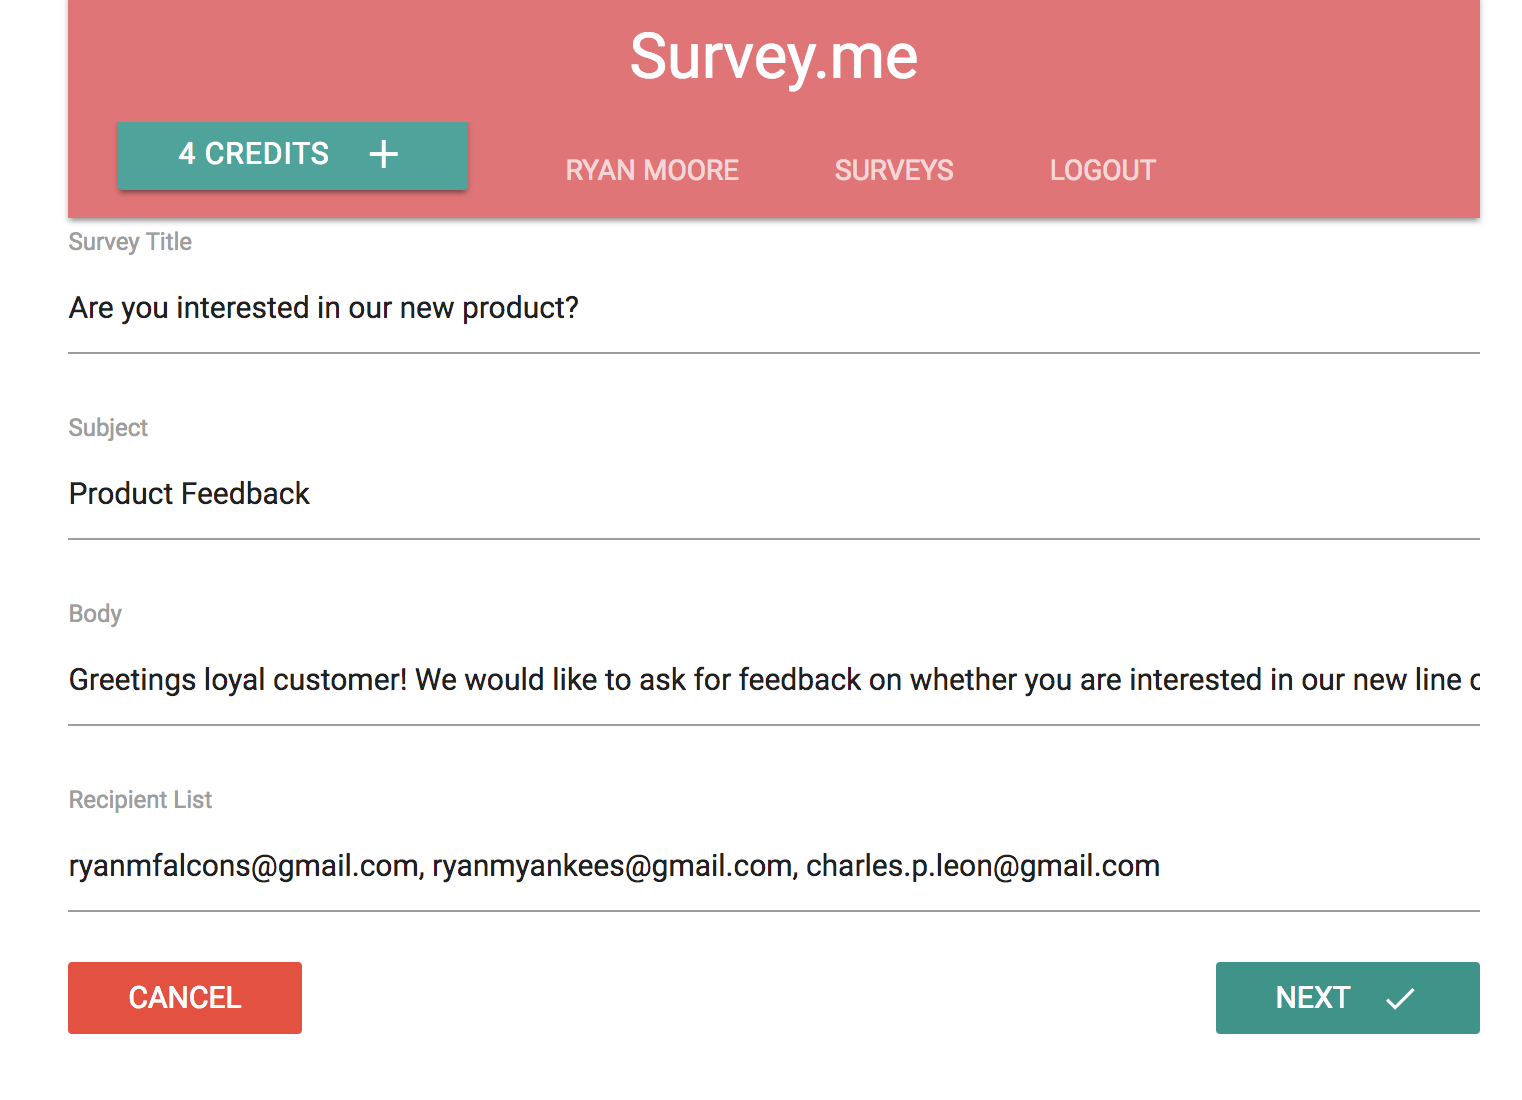 Survey.me
4 CREDITS
RYAN MOORE
SURVEYS
LOGOUT
Survey Title
Are you interested in our new product?
Subject
Product Feedback
Body
Greetings loyal customer! We would like to ask for feedback on whether you are interested in our new line
Recipient List
ryanmfalcons@gmail.com, ryanmyankees@gmail.com, charles.p.leon@gmail.com
CANCEL
NEXT